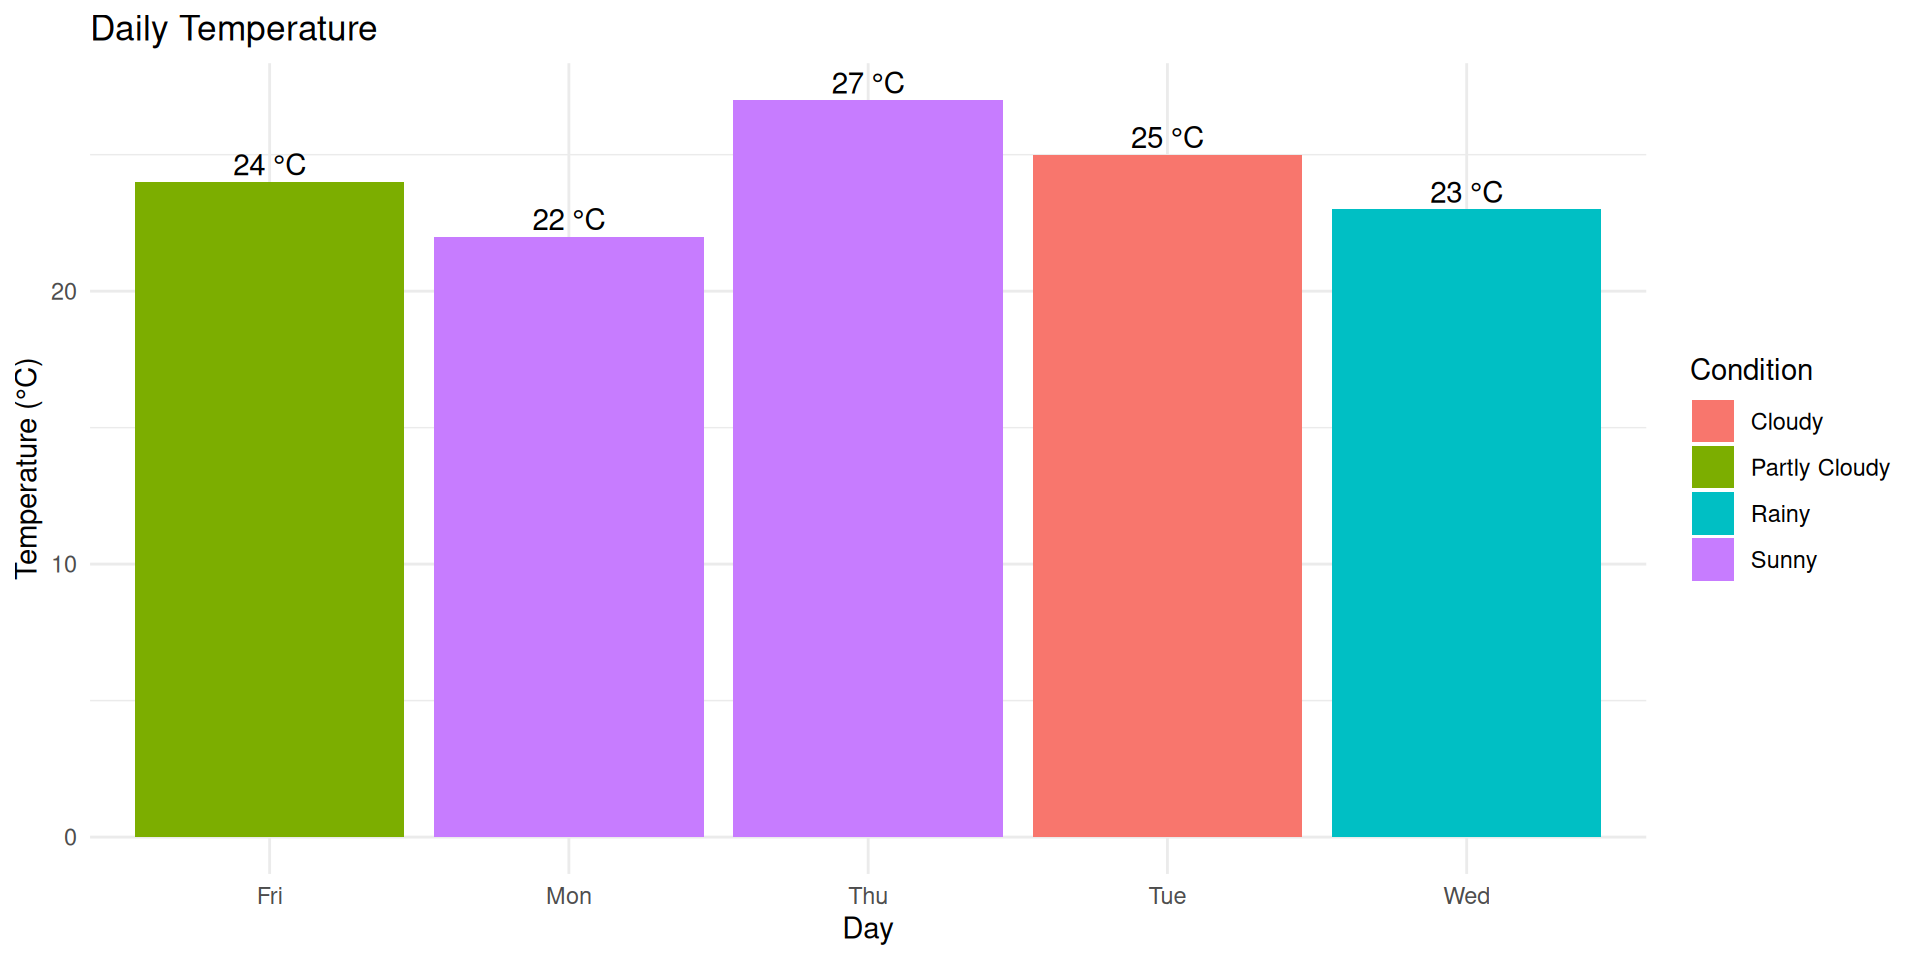 Daily Temperature
27 °C
25 °C
24 °C
23 °C
22 °C
20
10
0
Temperature (°C)
Fri
Mon
Thu
Tue
Wed
Day
Condition
Cloudy
Partly Cloudy
Rainy
Sunny